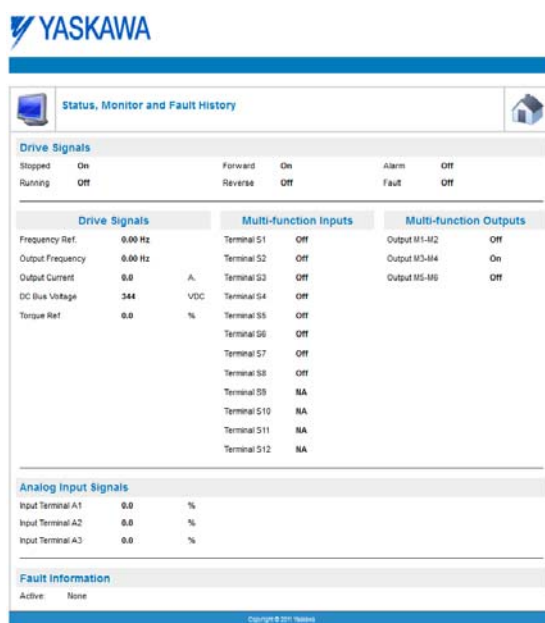 YASKAWA
Status, Monitor and Fault History
Drive Signals
Stopped On Forward On Alarm Off
Running Off Reverse Off Fault Off
Drive Signals Multi-function Inputs Multi-function Outputs
Frequency Ref. 0.00 Hz Terminal S1 Off Output M1-M2 Off
Output Frequency 0.00 Hz Terminal S2 Off Output M3-M4 On
Output Current 0.0 A. Terminal S3 Off Output M5-M6 Off
DC Bus Voltage 344 VDC Terminal S4 Off
Torque Ref 0.0 % Terminal S5 Off
Terminal S6 Off
Terminal S7 Off
Terminal S8 Off
Terminal S9 NA
Terminal S10 NA
Terminal S11 NA
Terminal S12 NA
Analog Input Signals
Input Terminal A1 0.0 %
Input Terminal A2 0.0 %
Input Terminal A3 0.0 %
Fault Information
Active: None
Copyright © 2011 Yaskawa